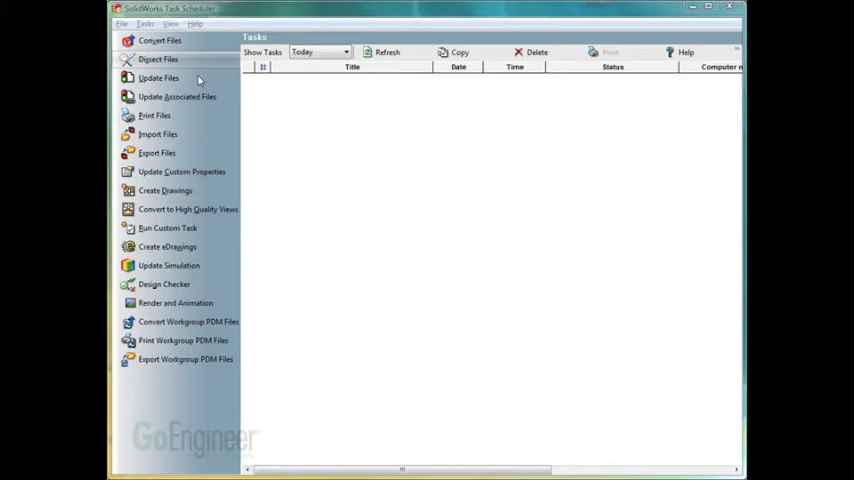 SolidWorks Task Scheduler
File Tasks View Help
Convert Files
Dissect Files
Update Files
Update Associated Files
Print Files
Import Files
Export Files
Update Custom Properties
Create Drawings
Convert to High Quality Views
Run Custom Task
Create eDrawings
Update Simulation
Design Checker
Render and Animation
Convert Workgroup PDM Files
Print Workgroup PDM Files
Export Workgroup PDM Files
GoEngineer
Tasks
Show Tasks Today Refresh Copy Delete Print Help »
Title Date Time Status Computer n